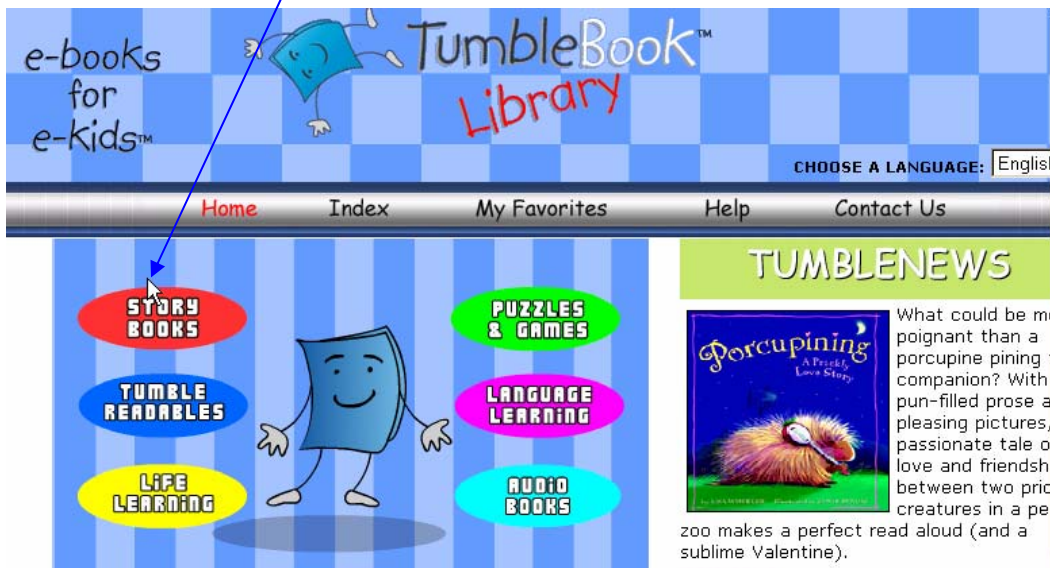 e-books
for
e-kids™
TumbleBook™
Library
CHOOSE A LANGUAGE: English
Home Index My Favorites Help Contact Us
STORY
BOOKS
TUMBLE
READABLES
LIFE
LEARNING
PUZZLES
& GAMES
LANGUAGE
LEARNING
AUDIO
BOOKS
TUMBLENEWS
Porcupining
A Prickly
Love Story
What could be mo
poignant than a
porcupine pining
companion? With
pun-filled prose a
pleasing pictures,
passionate tale o
love and friendsh
between two pric
creatures in a pe
zoo makes a perfect read aloud (and a
sublime Valentine).